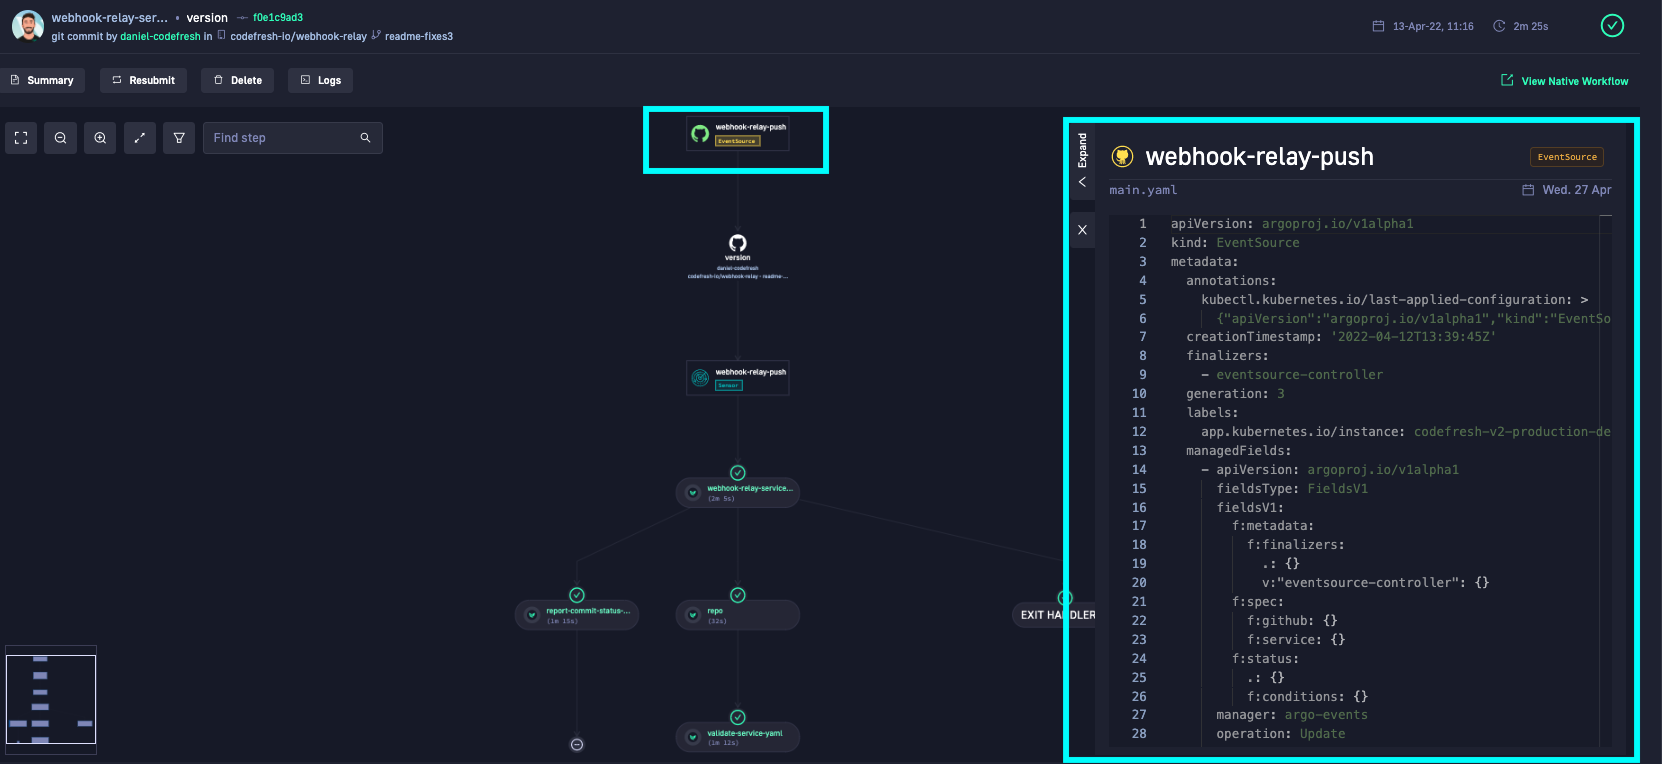 webhook-relay-ser... • version f0e1c9ad3
git commit by daniel-codefresh in codefresh-io/webhook-relay readme-fixes3
13-Apr-22, 11:16 2m 25s
Summary Resubmit Delete Logs
View Native Workflow
Find step
webhook-relay-push
EventSource
version
daniel-codefresh
codefresh-io/webhook-relay • readme-...
webhook-relay-push
Sensor
webhook-relay-service...
(2m 5s)
report-commit-status-...
(1m 15s)
repo
(32s)
EXIT HANDLER
validate-service-yaml
(1m 12s)
Expand
webhook-relay-push EventSource
main.yaml Wed. 27 Apr
1 apiVersion: argoproj.io/v1alpha1
2 kind: EventSource
3 metadata:
4 annotations:
5 kubectl.kubernetes.io/last-applied-configuration: >
6 {"apiVersion":"argoproj.io/v1alpha1","kind":"EventSo
7 creationTimestamp: '2022-04-12T13:39:45Z'
8 finalizers:
9 - eventsource-controller
10 generation: 3
11 labels:
12 app.kubernetes.io/instance: codefresh-v2-production-de
13 managedFields:
14 - apiVersion: argoproj.io/v1alpha1
15 fieldsType: FieldsV1
16 fieldsV1:
17 f:metadata:
18 f:finalizers:
19 .: {}
20 v:"eventsource-controller": {}
21 f:spec:
22 f:github: {}
23 f:service: {}
24 f:status:
25 .: {}
26 f:conditions: {}
27 manager: argo-events
28 operation: Update